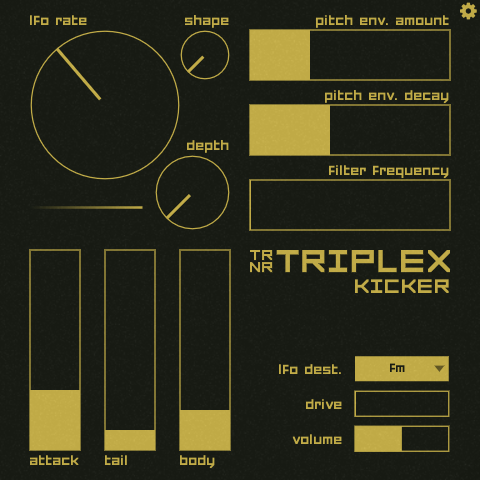 lfo rate
shape
pitch env. amount
pitch env. decay
depth
filter frequency
TR
NR
TRIPLEX
KICKER
lfo dest.
fm
drive
volume
attack
tail
body